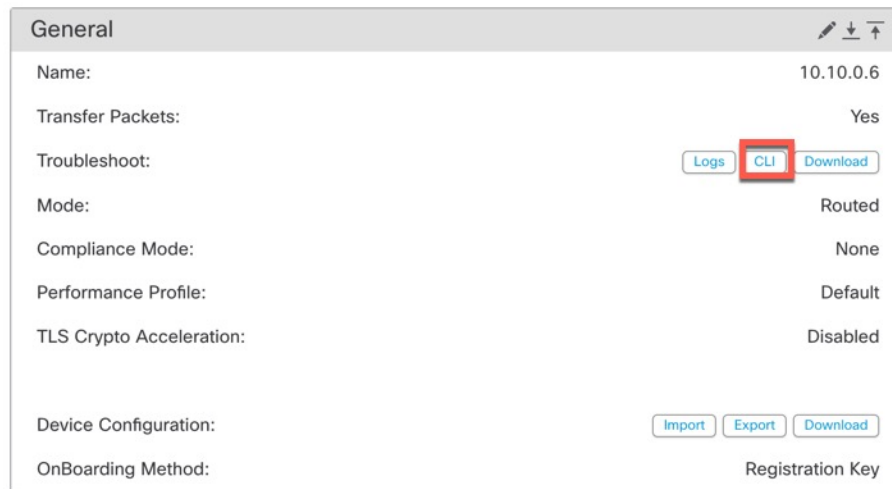 General
Name: 10.10.0.6
Transfer Packets: Yes
Troubleshoot: Logs CLI Download
Mode: Routed
Compliance Mode: None
Performance Profile: Default
TLS Crypto Acceleration: Disabled
Device Configuration: Import Export Download
OnBoarding Method: Registration Key